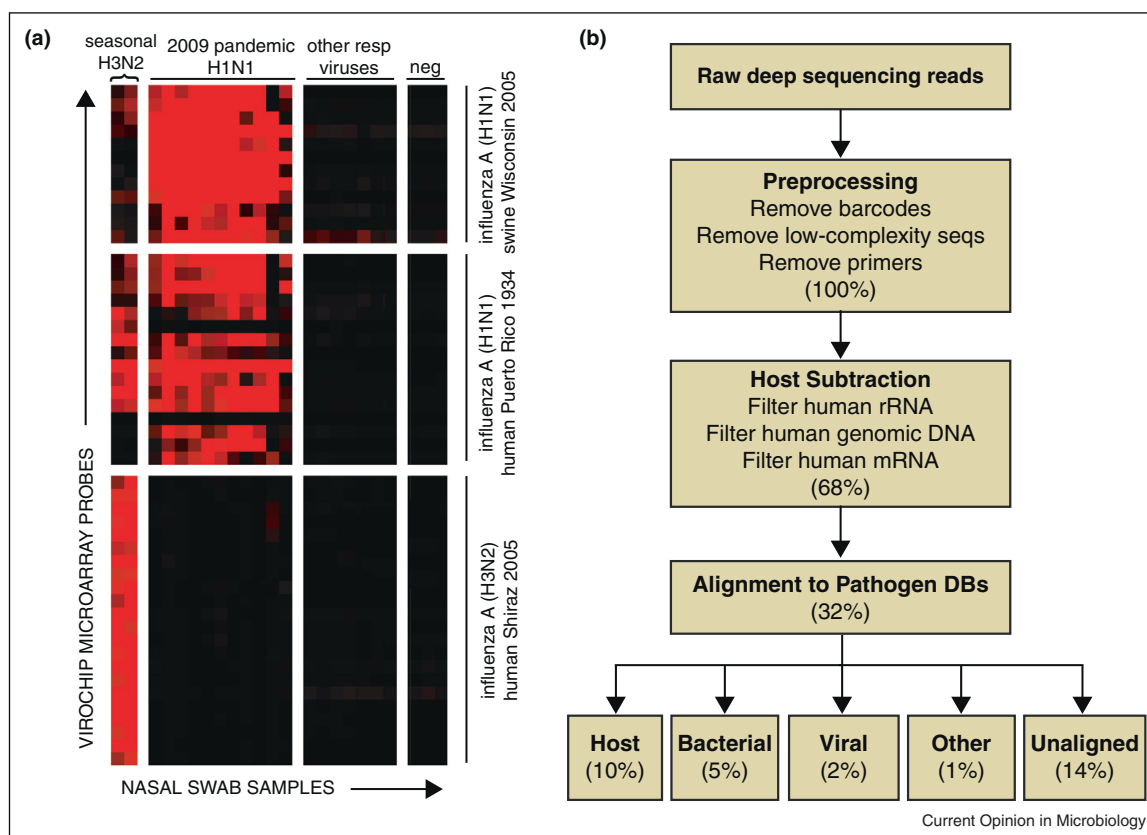 (a)
seasonal
H3N2
2009 pandemic
H1N1
other resp
viruses
neg
influenza A (H1N1)
swine Wisconsin 2005
influenza A (H1N1)
human Puerto Rico 1934
influenza A (H3N2)
human Shiraz 2005
VIROCHIP MICROARRAY PROBES
NASAL SWAB SAMPLES
(b)
Raw deep sequencing reads
Preprocessing
Remove barcodes
Remove low-complexity seqs
Remove primers
(100%)
Host Subtraction
Filter human rRNA
Filter human genomic DNA
Filter human mRNA
(68%)
Alignment to Pathogen DBs
(32%)
Host
(10%)
Bacterial
(5%)
Viral
(2%)
Other
(1%)
Unaligned
(14%)
Current Opinion in Microbiology